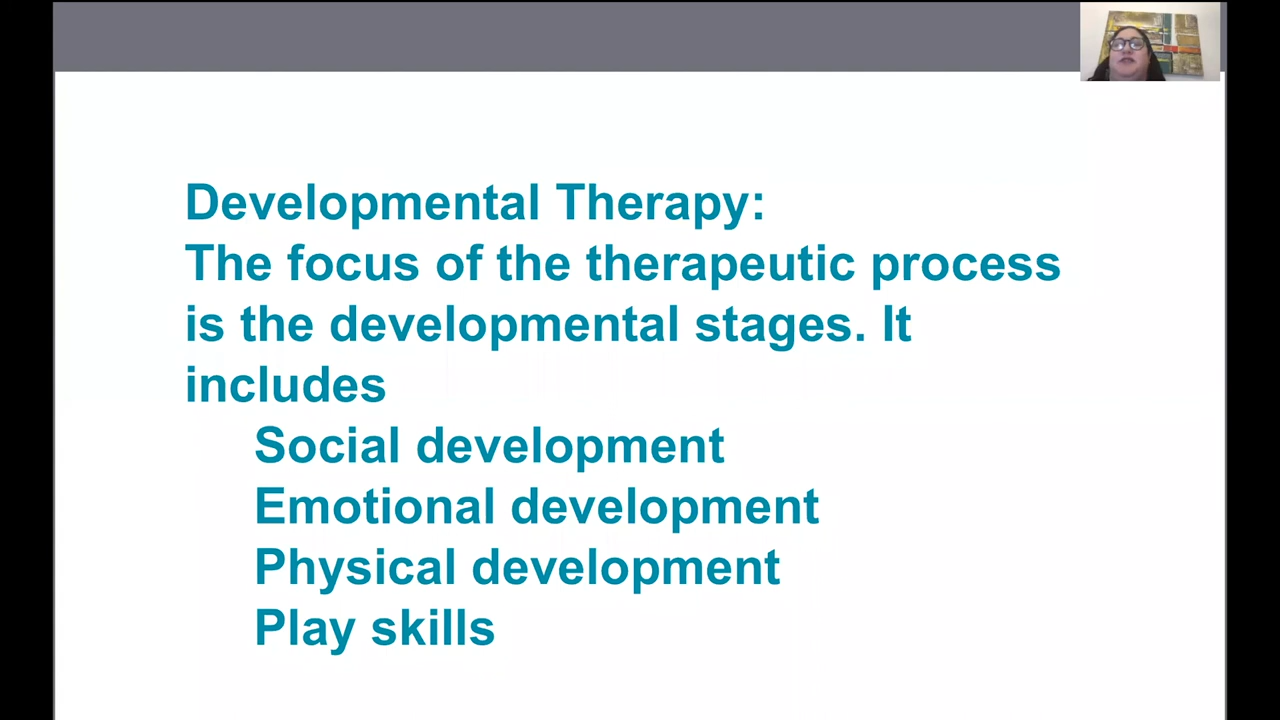 Developmental Therapy:
The focus of the therapeutic process
is the developmental stages. It
includes
Social development
Emotional development
Physical development
Play skills